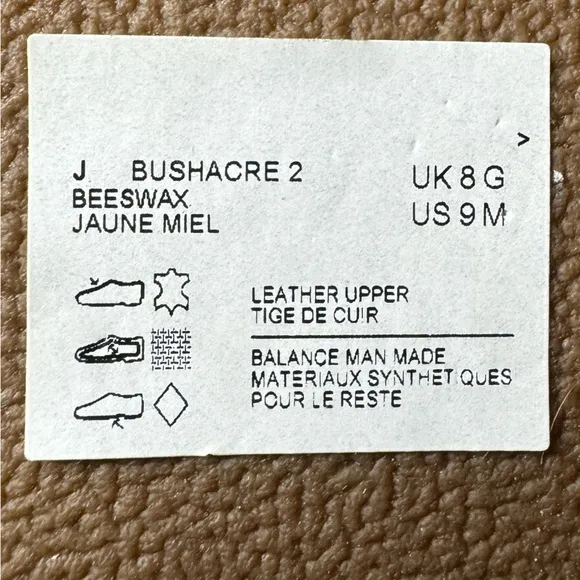 >
J BUSHACRE 2 UK 8 G
BEESWAX US 9 M
JAUNE MIEL
LEATHER UPPER
TIGE DE CUIR
BALANCE MAN MADE
MATERIAUX SYNTHETIQUES
POUR LE RESTE